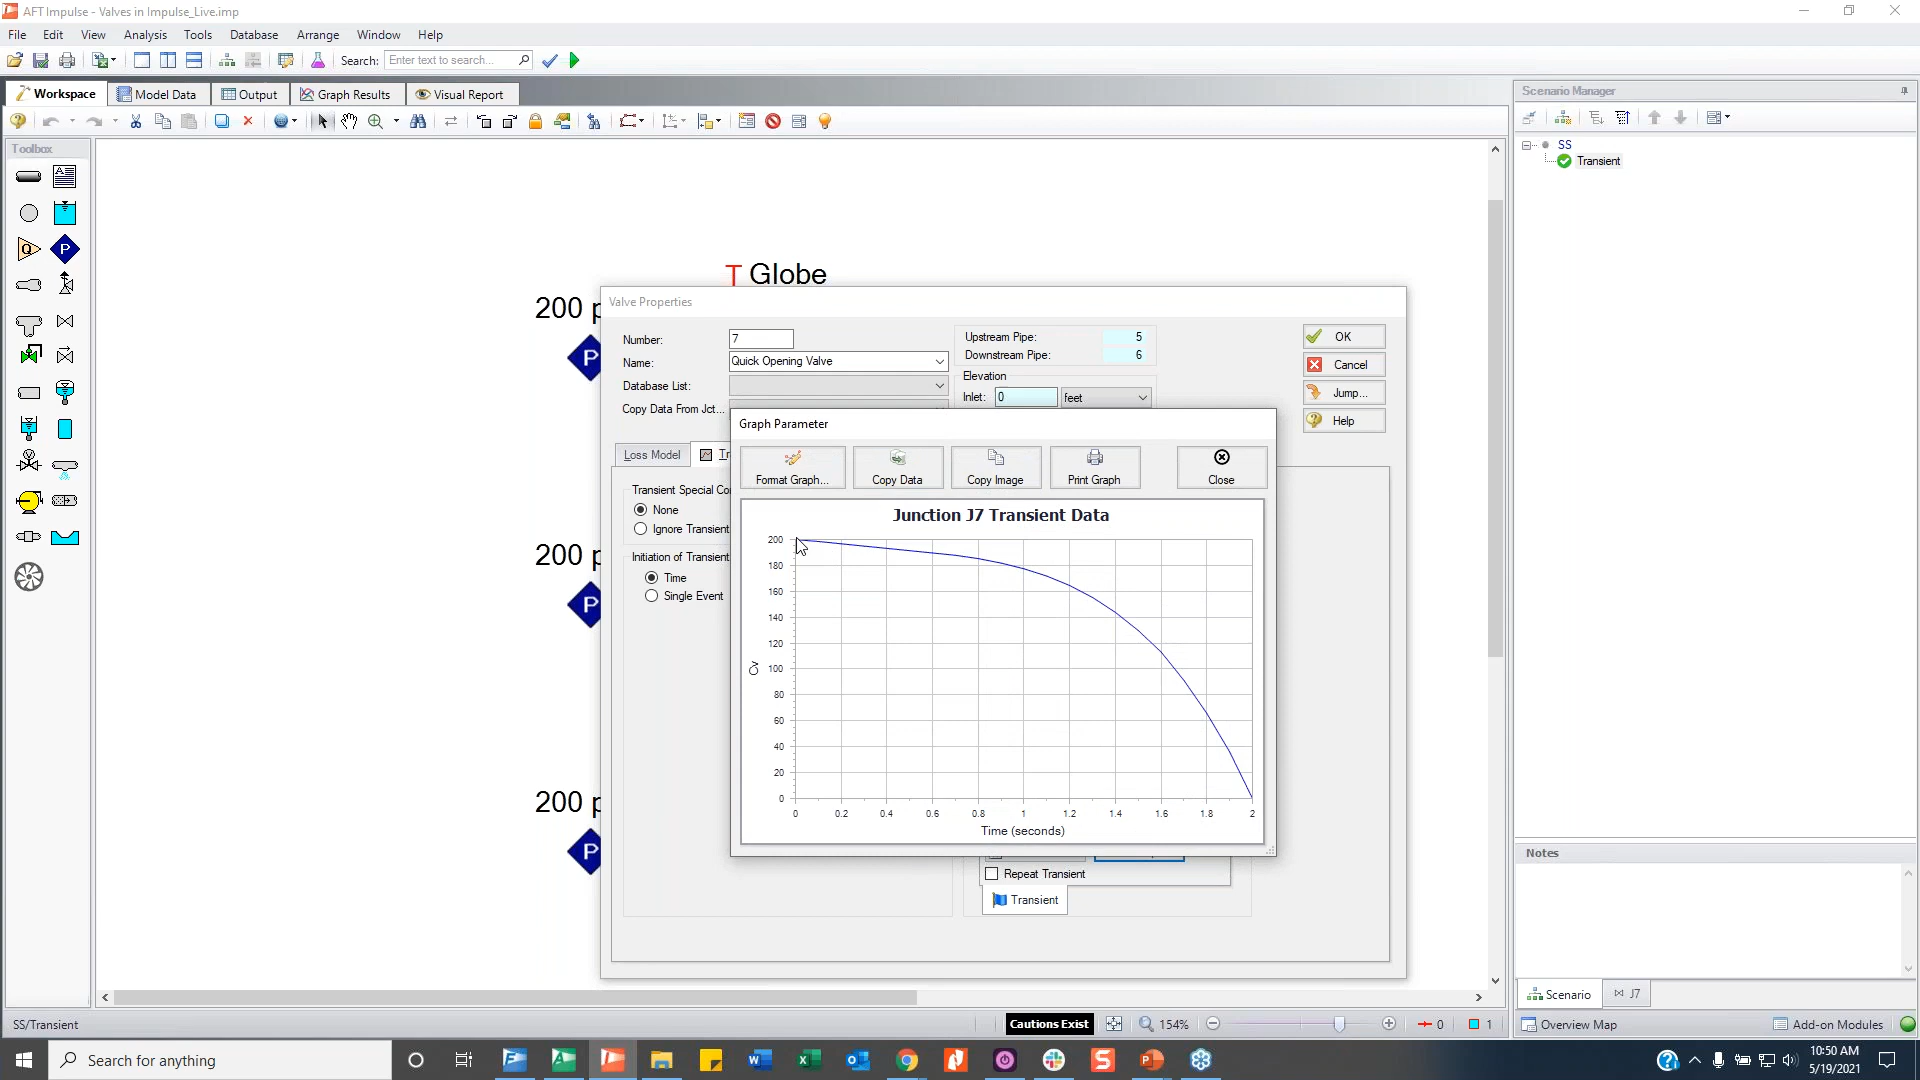 AFT Impulse - Valves in Impulse_Live.imp
File Edit View Analysis Tools Database Arrange Window Help
Search: Enter text to search...
Workspace Model Data Output Graph Results Visual Report
Scenario Manager
Toolbox
SS
Transient
T Globe
200 p
P
Valve Properties
Number: 7
Name: Quick Opening Valve
Database List:
Copy Data From Jct...
Upstream Pipe: 5
Downstream Pipe: 6
Elevation
Inlet: 0 feet
OK
Cancel
Jump...
Help
Loss Model
Transient Special Co
None
Ignore Transient
Initiation of Transient
Time
Single Event
Graph Parameter
Format Graph...
Copy Data
Copy Image
Print Graph
Close
Junction J7 Transient Data
200
180
160
140
120
100
80
60
40
20
0
Cv
0 0.2 0.4 0.6 0.8 1 1.2 1.4 1.6 1.8 2
Time (seconds)
Repeat Transient
Transient
200 p
P
200 p
P
Notes
Scenario J7
SS/Transient
Cautions Exist
154%
0
1
Overview Map
Add-on Modules
Search for anything
10:50 AM
5/19/2021